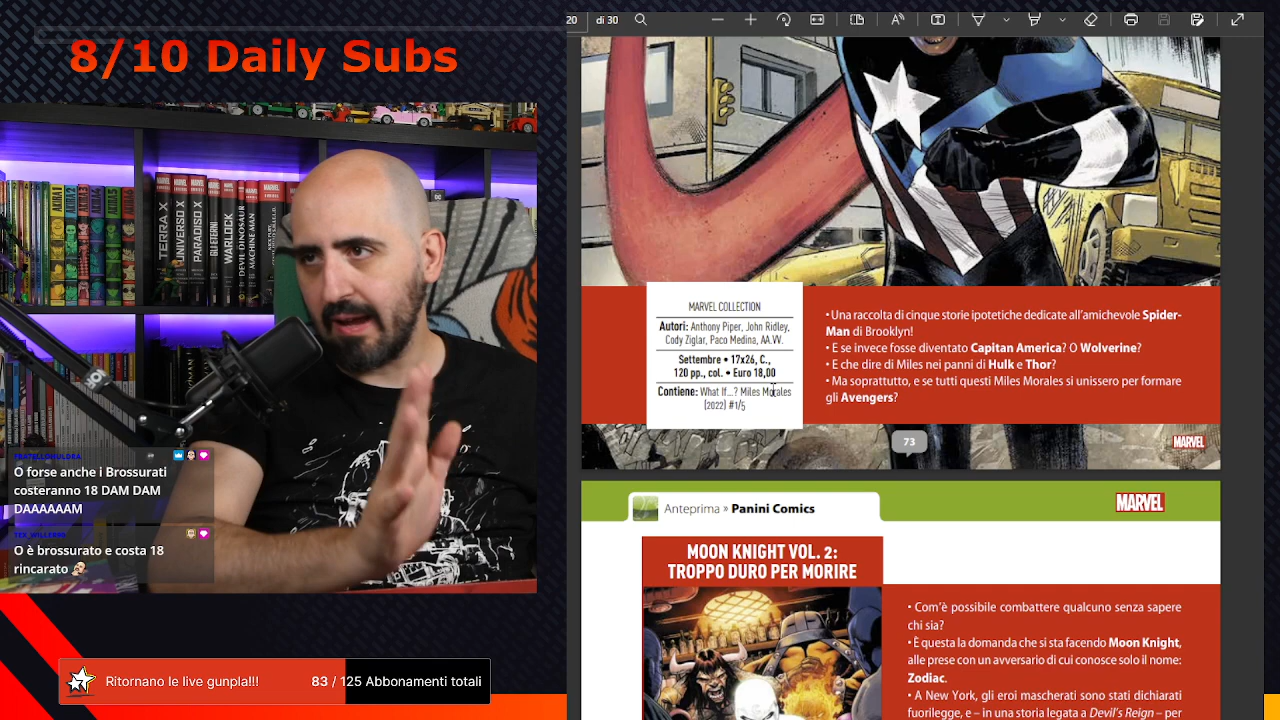 8/10 Daily Subs
20 di 30
TERRA X
UNIVERSO X
PARADISO X
GLI ETERNI
WARLOCK
DEVIL DINOSAUR
MACHINE MAN
O forse anche i Brossurati
costeranno 18 DAM DAM
DAAAAAAM
O è brossurato e costa 18
rincarato
Ritornano le live gunpla!!! 83 / 125 Abbonamenti totali
MARVEL COLLECTION
Autori: Anthony Piper, John Ridley,
Cody Ziglar, Paco Medina, AA.VV.
Settembre • 17x26, C.,
120 pp., col. • Euro 18,00
Contiene: What If...? Miles Morales
(2022) #1/5
• Una raccolta di cinque storie ipotetiche dedicate all'amichevole Spider-
Man di Brooklyn!
• E se invece fosse diventato Capitan America? O Wolverine?
• E che dire di Miles nei panni di Hulk e Thor?
• Ma soprattutto, e se tutti questi Miles Morales si unissero per formare
gli Avengers?
73
MARVEL
Anteprima » Panini Comics
MARVEL
MOON KNIGHT VOL. 2:
TROPPO DURO PER MORIRE
• Com'è possibile combattere qualcuno senza sapere
chi sia?
• È questa la domanda che si sta facendo Moon Knight,
alle prese con un avversario di cui conosce solo il nome:
Zodiac.
• A New York, gli eroi mascherati sono stati dichiarati
fuorilegge, e – in una storia legata a Devil's Reign – per